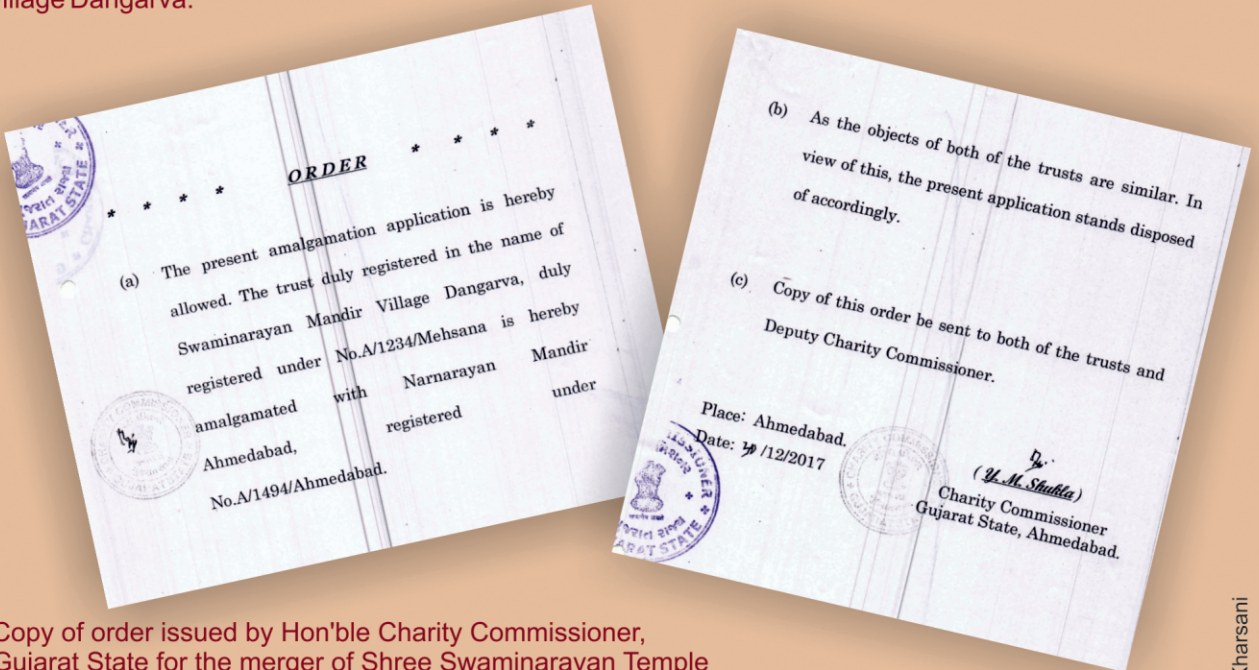 village Dangarva.
* * * * ORDER * * * *
(a) The present amalgamation application is hereby
allowed. The trust duly registered in the name of
Swaminarayan Mandir Village Dangarva, duly
registered under No.A/1234/Mehsana is hereby
amalgamated with Narnarayan Mandir
Ahmedabad, registered under
No.A/1494/Ahmedabad.
(b) As the objects of both of the trusts are similar. In
view of this, the present application stands disposed
of accordingly.
(c) Copy of this order be sent to both of the trusts and
Deputy Charity Commissioner.
Place: Ahmedabad.
Date: /12/2017
(Y. M. Shukla)
Charity Commissioner
Gujarat State, Ahmedabad.
Copy of order issued by Hon'ble Charity Commissioner,
Gujarat State for the merger of Shree Swaminarayan Temple
Kharsani